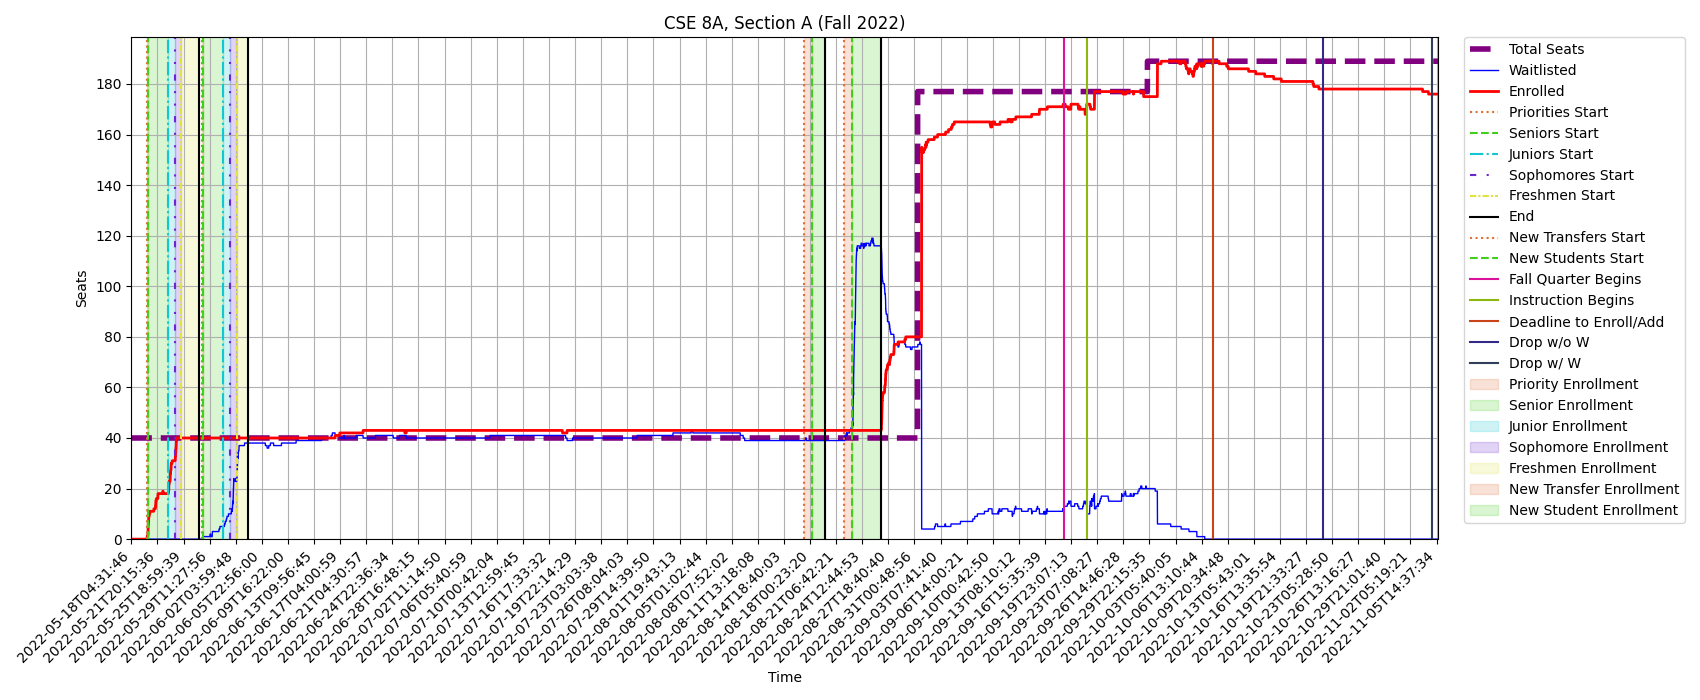 CSE 8A, Section A (Fall 2022)
Seats
180
160
140
120
100
80
60
40
20
0
2022-05-18T04:31:46
2022-05-21T20:15:36
2022-05-25T18:59:39
2022-05-29T11:27:56
2022-06-02T03:59:48
2022-06-05T22:56:00
2022-06-09T16:22:00
2022-06-13T09:56:45
2022-06-17T04:00:59
2022-06-21T04:30:57
2022-06-24T22:36:34
2022-06-28T16:48:15
2022-07-02T11:14:50
2022-07-06T05:40:59
2022-07-10T00:42:04
2022-07-13T12:59:45
2022-07-16T17:33:32
2022-07-19T22:14:29
2022-07-23T03:03:38
2022-07-26T08:04:03
2022-07-29T14:39:50
2022-08-01T19:43:13
2022-08-05T01:02:44
2022-08-08T07:52:02
2022-08-11T13:18:08
2022-08-14T18:40:03
2022-08-18T00:23:20
2022-08-21T06:42:21
2022-08-24T12:44:53
2022-08-27T18:40:40
2022-08-31T00:48:56
2022-09-03T07:41:40
2022-09-06T14:00:21
2022-09-10T00:42:50
2022-09-13T08:10:12
2022-09-16T15:35:39
2022-09-19T23:07:13
2022-09-23T07:08:27
2022-09-26T14:46:28
2022-09-29T22:15:35
2022-10-03T05:40:05
2022-10-06T13:10:44
2022-10-09T20:34:48
2022-10-13T05:43:01
2022-10-16T13:35:54
2022-10-19T21:33:27
2022-10-23T05:28:50
2022-10-26T13:16:27
2022-10-29T21:01:40
2022-11-02T05:19:21
2022-11-05T14:37:34
Time
Total Seats
Waitlisted
Enrolled
Priorities Start
Seniors Start
Juniors Start
Sophomores Start
Freshmen Start
End
New Transfers Start
New Students Start
Fall Quarter Begins
Instruction Begins
Deadline to Enroll/Add
Drop w/o W
Drop w/ W
Priority Enrollment
Senior Enrollment
Junior Enrollment
Sophomore Enrollment
Freshmen Enrollment
New Transfer Enrollment
New Student Enrollment